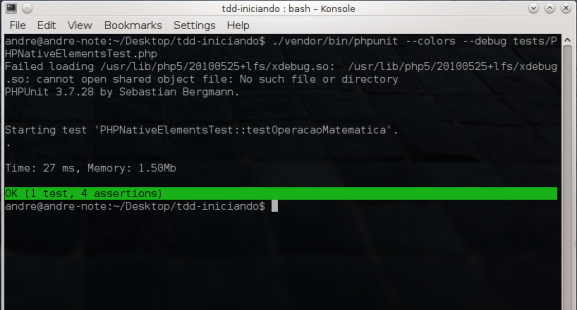 tdd-iniciando : bash – Konsole
File Edit View Bookmarks Settings Help
andre@andre-note:~/Desktop/tdd-iniciando$ ./vendor/bin/phpunit --colors --debug tests/P
HPNativeElementsTest.php
Failed loading /usr/lib/php5/20100525+lfs/xdebug.so:  /usr/lib/php5/20100525+lfs/xdebug
.so: cannot open shared object file: No such file or directory
PHPUnit 3.7.28 by Sebastian Bergmann.
Starting test 'PHPNativeElementsTest::testOperacaoMatematica'.
.
Time: 27 ms, Memory: 1.50Mb
OK (1 test, 4 assertions)
andre@andre-note:~/Desktop/tdd-iniciando$